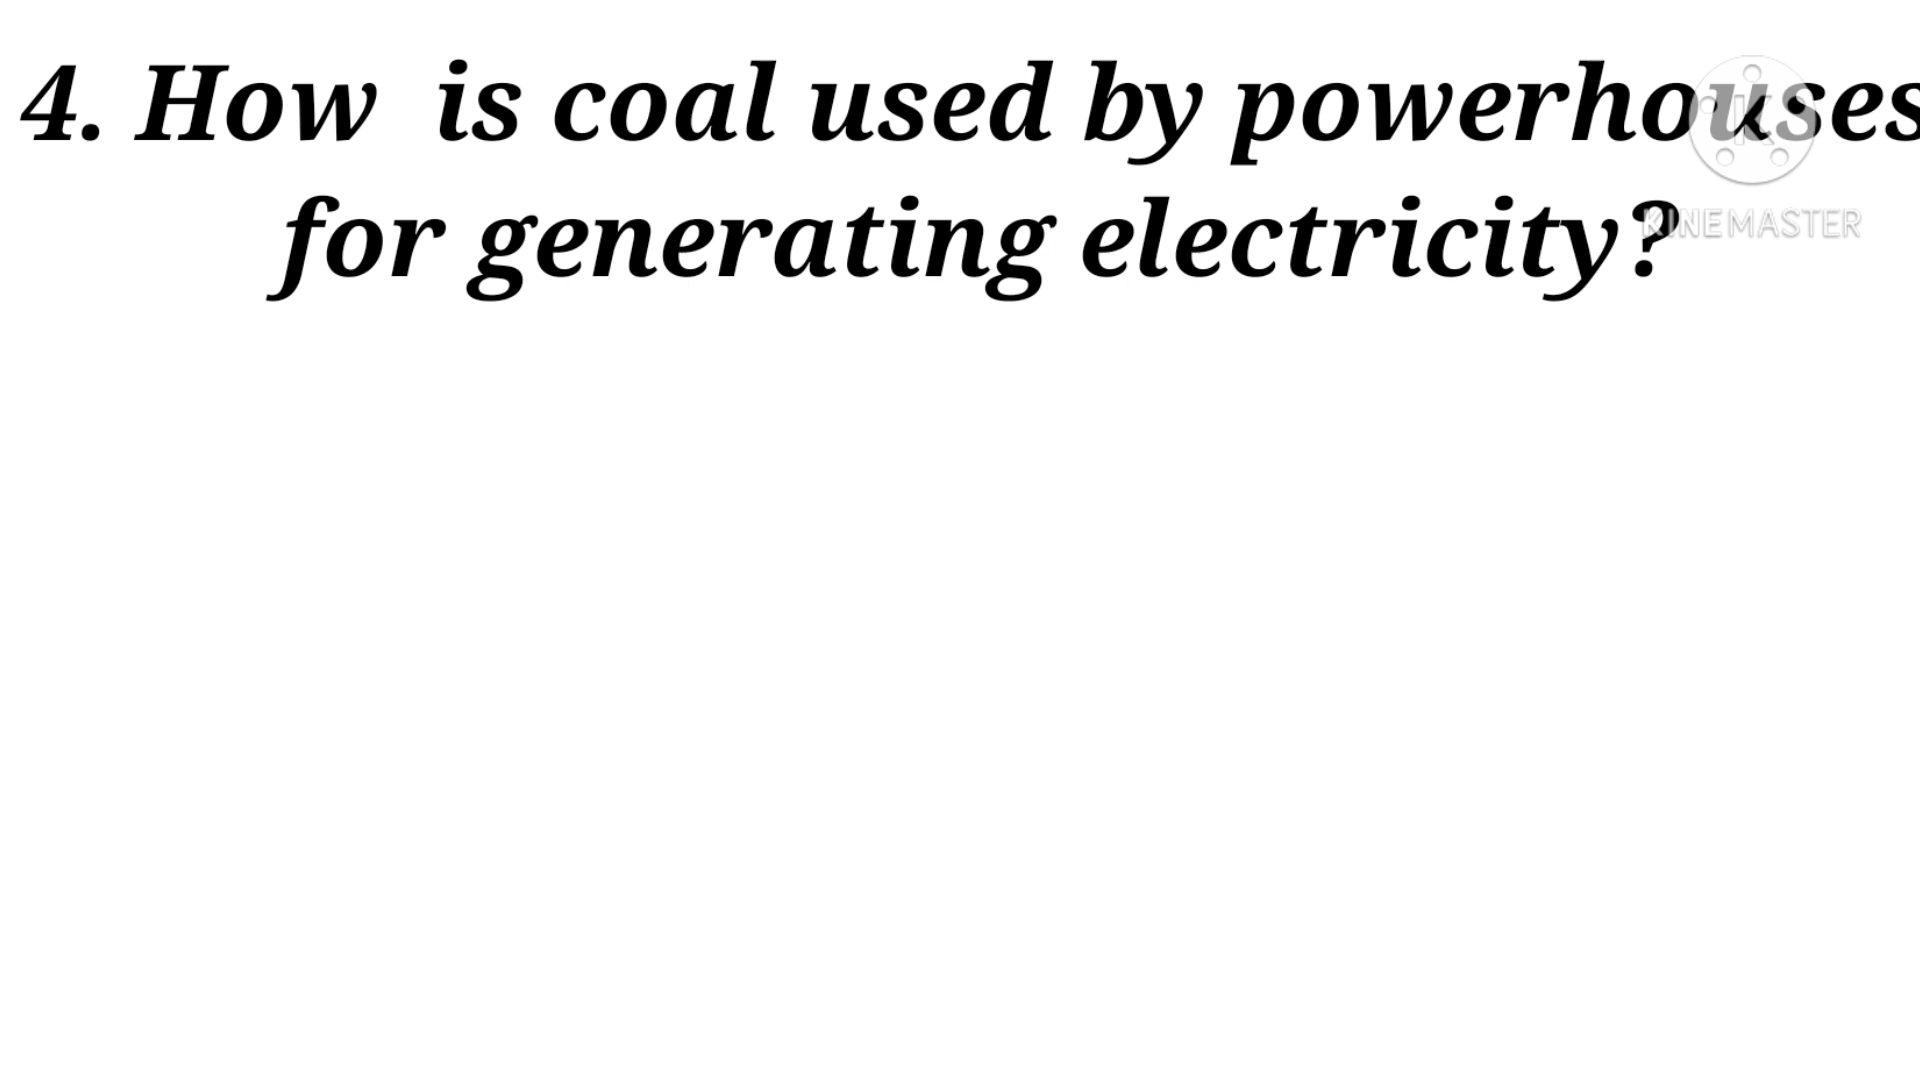 4. How is coal used by powerhouses
for generating electricity?
KINEMASTER